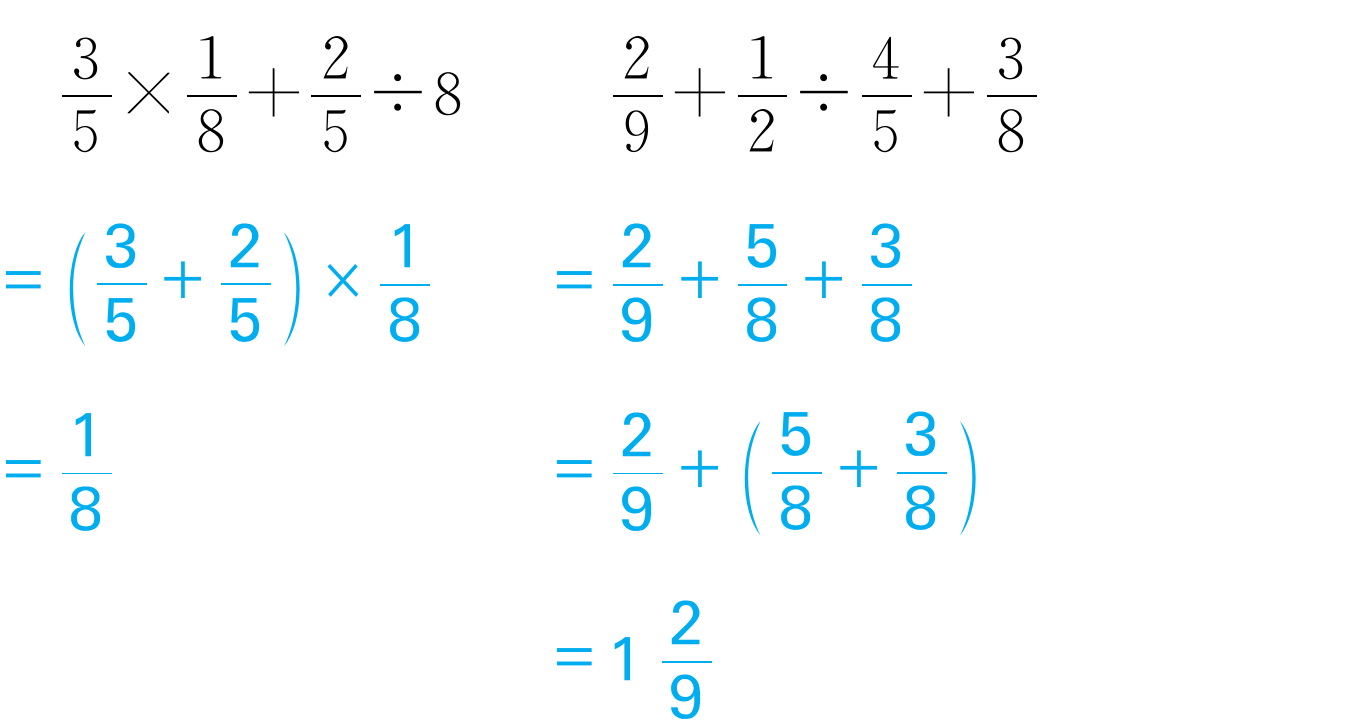 3/5 × 1/8 + 2/5 ÷ 8
= (3/5 + 2/5) × 1/8
= 1/8
2/9 + 1/2 ÷ 4/5 + 3/8
= 2/9 + 5/8 + 3/8
= 2/9 + (5/8 + 3/8)
= 1 2/9